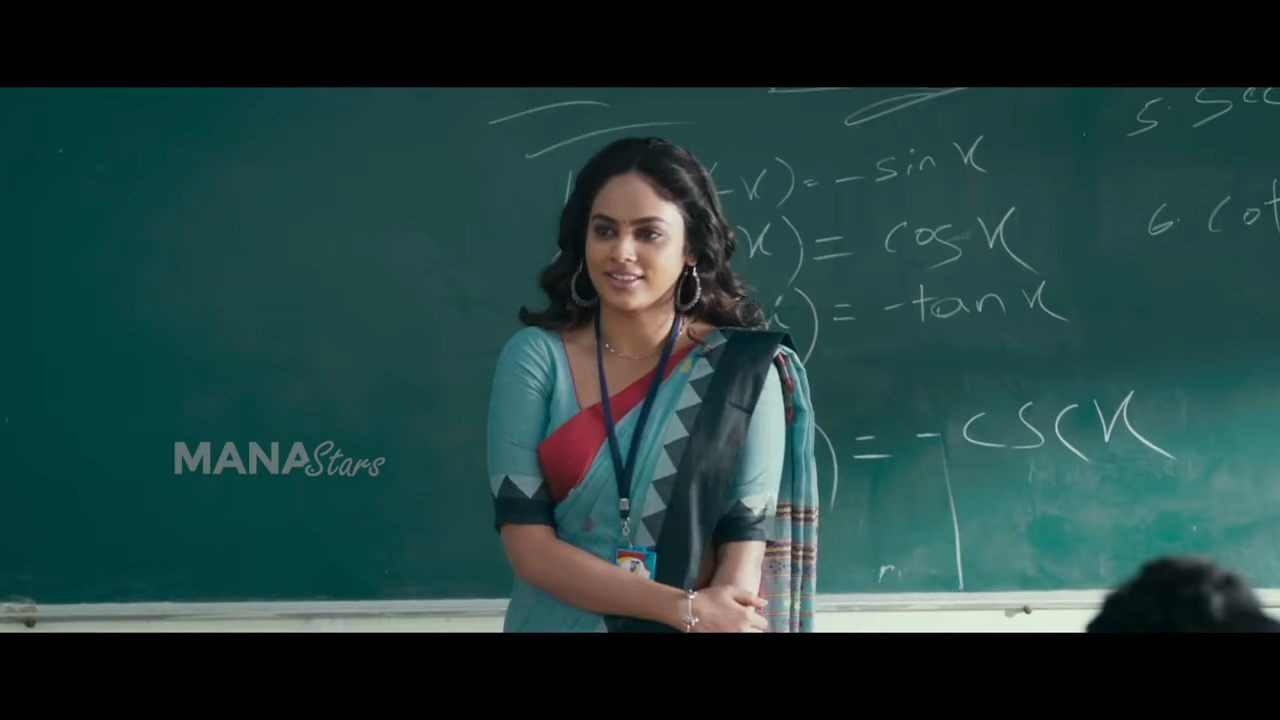 5. Sec
-x) = -sin x
6. Cot
x) = cos x
) = -tan x
) = - csc x
MANA Stars